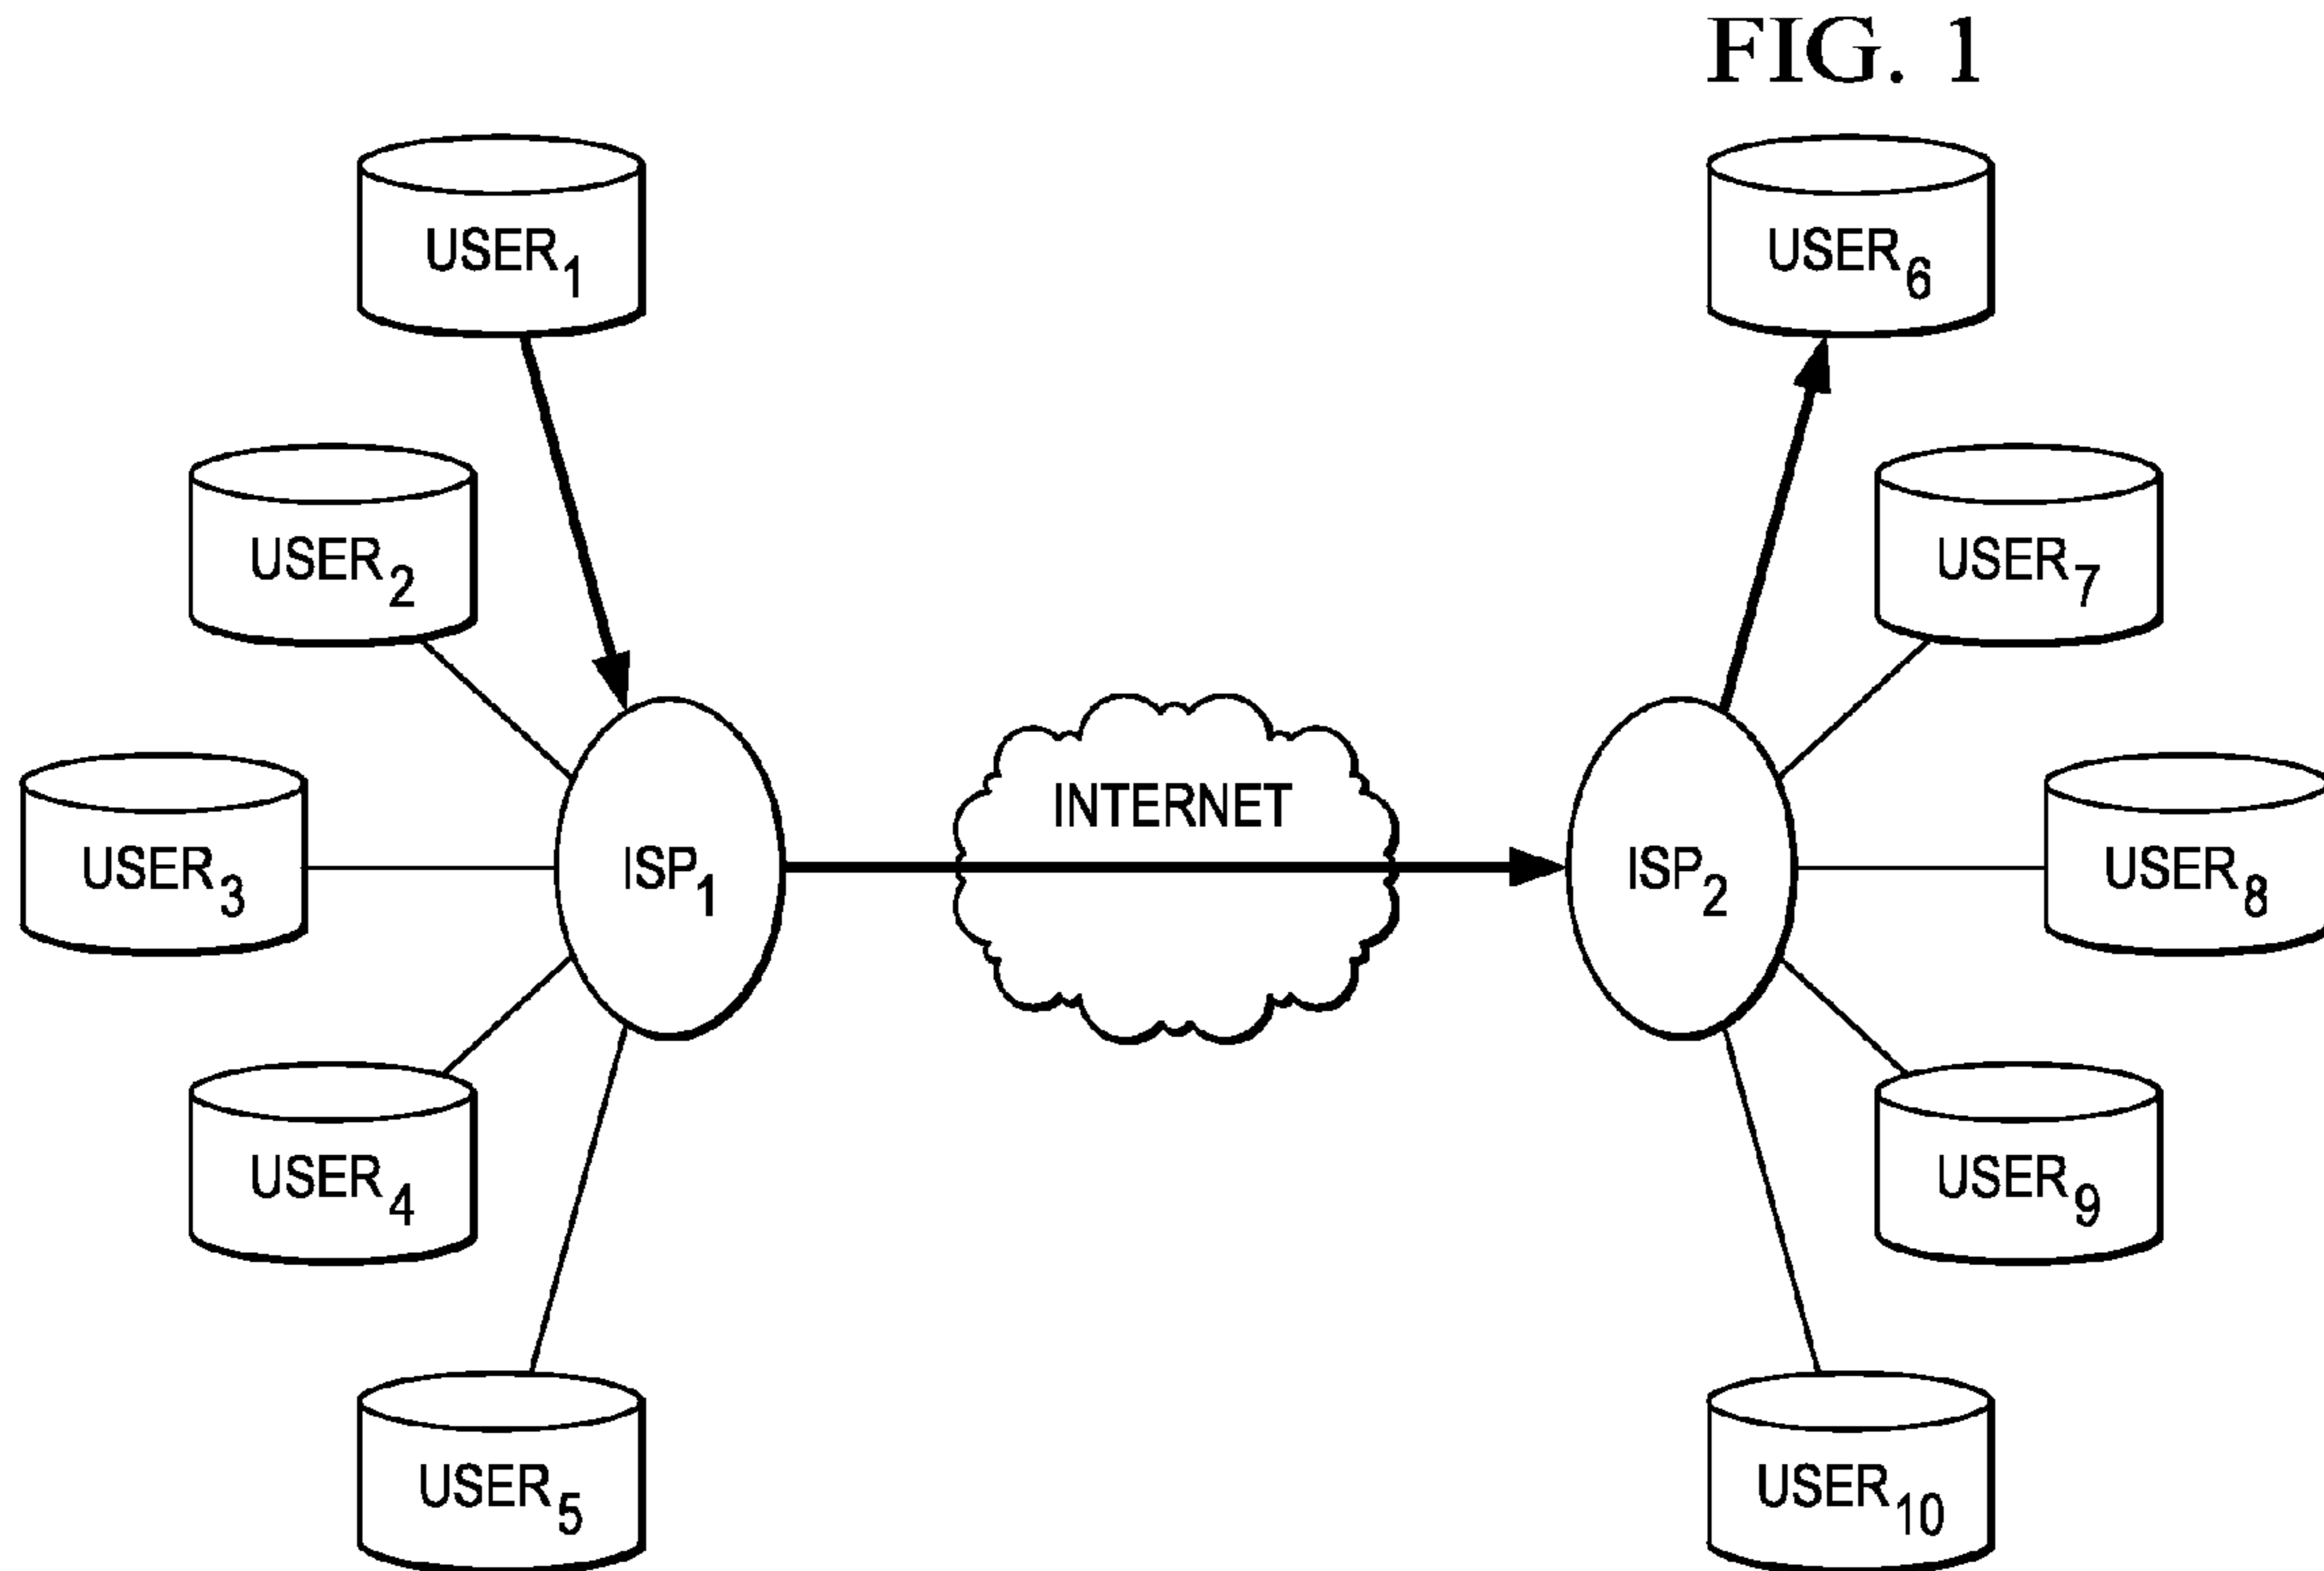 FIG. 1
USER₁
USER₆
USER₂
USER₇
INTERNET
USER₃
ISP₁
ISP₂
USER₈
USER₄
USER₉
USER₅
USER₁₀